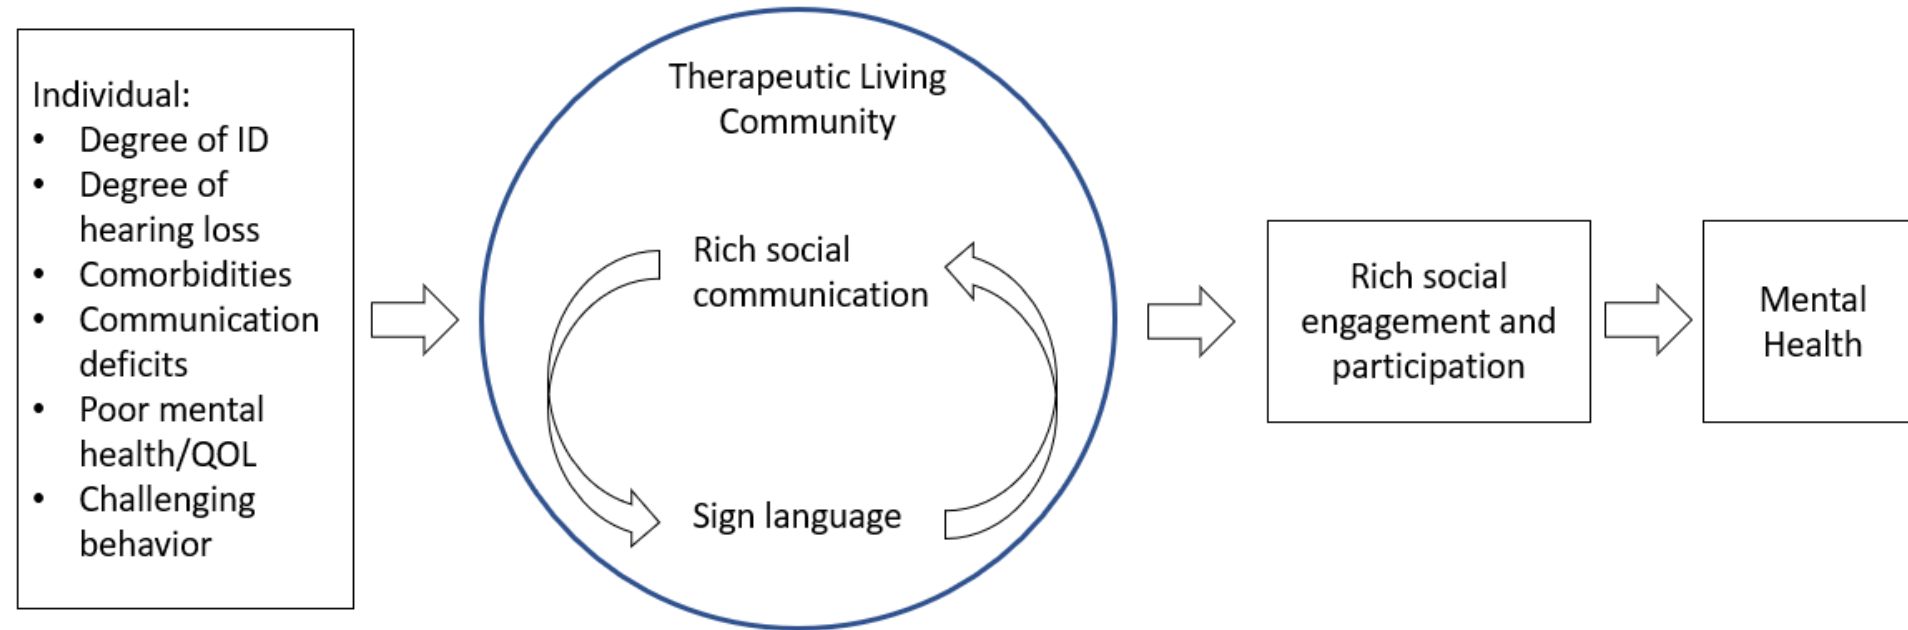 Individual:
• Degree of ID
• Degree of
hearing loss
• Comorbidities
• Communication
deficits
• Poor mental
health/QOL
• Challenging
behavior
Therapeutic Living
Community
Rich social
communication
Sign language
Rich social
engagement and
participation
Mental
Health